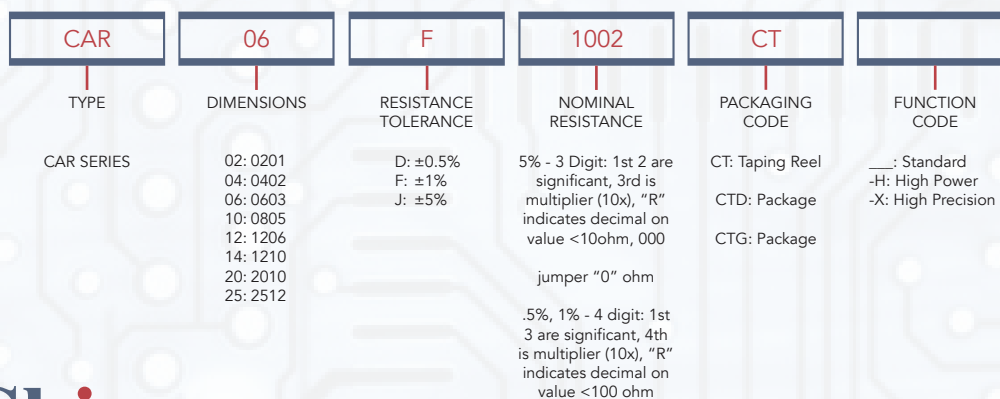 CAR 06 F 1002 CT
TYPE
DIMENSIONS
RESISTANCE
TOLERANCE
NOMINAL
RESISTANCE
PACKAGING
CODE
FUNCTION
CODE
CAR SERIES
02: 0201
04: 0402
06: 0603
10: 0805
12: 1206
14: 1210
20: 2010
25: 2512
D: ±0.5%
F: ±1%
J: ±5%
5% - 3 Digit: 1st 2 are
significant, 3rd is
multiplier (10x), “R”
indicates decimal on
value <10ohm, 000
jumper “0” ohm
.5%, 1% - 4 digit: 1st
3 are significant, 4th
is multiplier (10x), “R”
indicates decimal on
value <100 ohm
CT: Taping Reel
CTD: Package
CTG: Package
___: Standard
-H: High Power
-X: High Precision